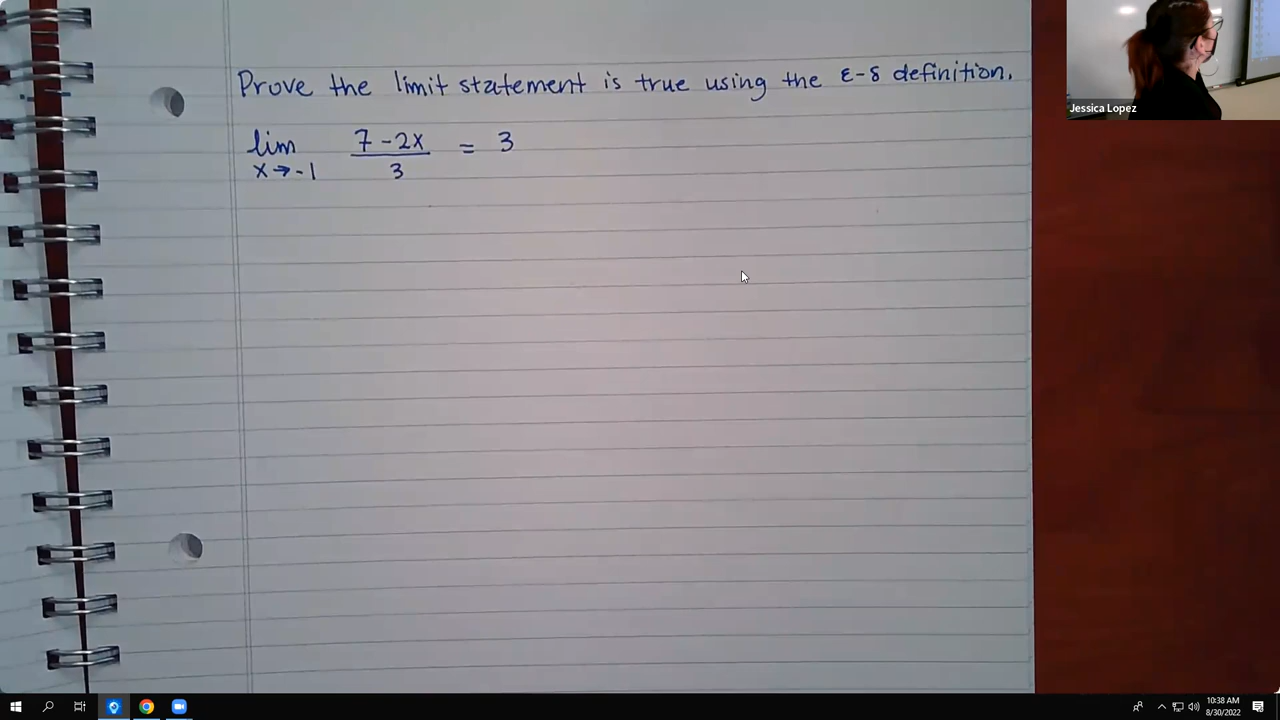 Prove the limit statement is true using the ε-δ definition.
lim 7-2x = 3
x→-1 3
Jessica Lopez
10:38 AM
8/30/2022